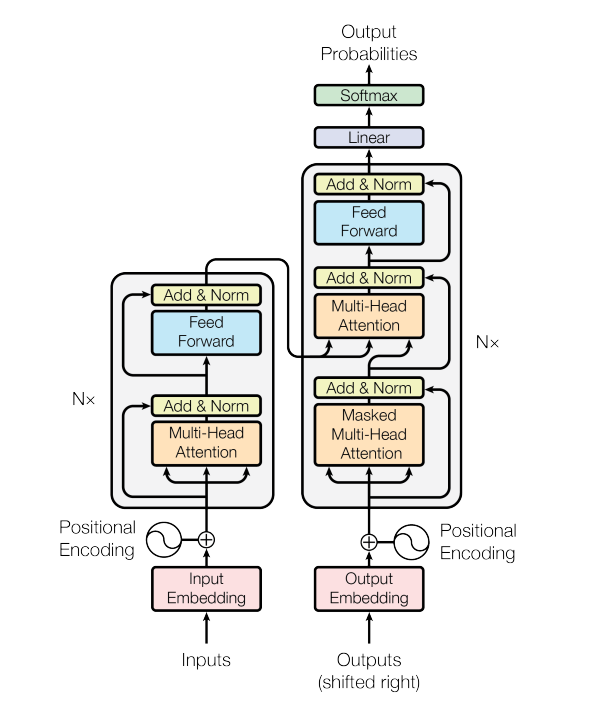 Output
Probabilities
Softmax
Linear
Add & Norm
Feed
Forward
Add & Norm
Multi-Head
Attention
Add & Norm
Masked
Multi-Head
Attention
N×
Add & Norm
Feed
Forward
Add & Norm
Multi-Head
Attention
N×
Positional
Encoding
Positional
Encoding
Input
Embedding
Output
Embedding
Inputs
Outputs
(shifted right)